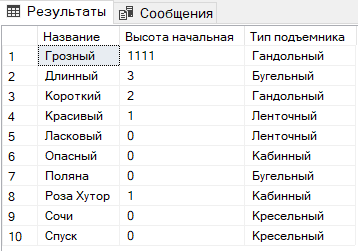 Результаты Сообщения
Название Высота начальная Тип подъемника
1 Грозный 1111 Гандольный
2 Длинный 3 Бугельный
3 Короткий 2 Гандольный
4 Красивый 1 Ленточный
5 Ласковый 0 Ленточный
6 Опасный 0 Кабинный
7 Поляна 0 Бугельный
8 Роза Хутор 1 Кабинный
9 Сочи 0 Кресельный
10 Спуск 0 Кресельный